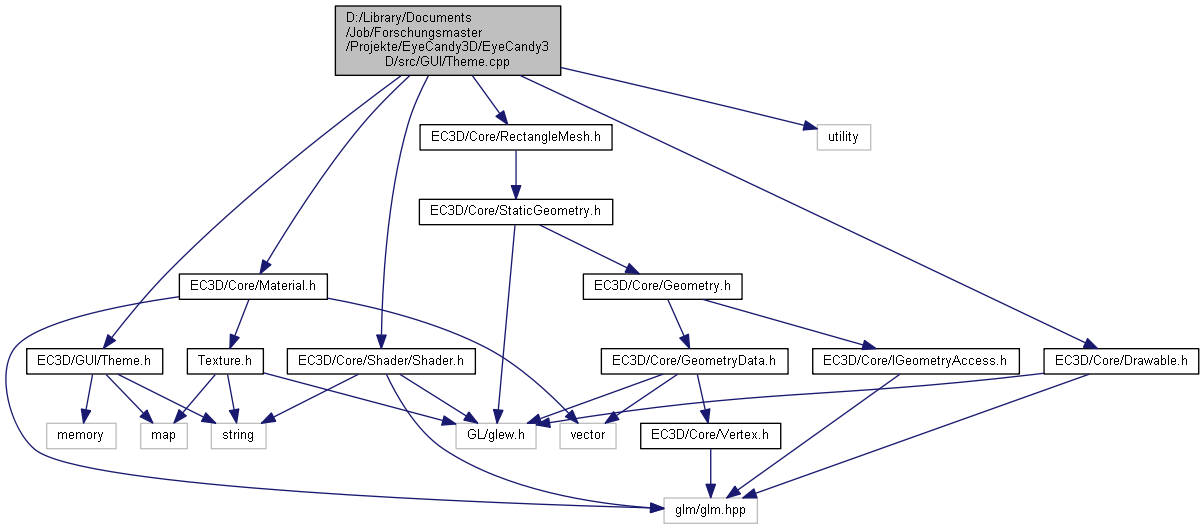 D:/Library/Documents
/Job/Forschungsmaster
/Projekte/EyeCandy3D/EyeCandy3
D/src/GUI/Theme.cpp
EC3D/Core/RectangleMesh.h
utility
EC3D/Core/StaticGeometry.h
EC3D/Core/Material.h
EC3D/Core/Geometry.h
EC3D/GUI/Theme.h
Texture.h
EC3D/Core/Shader/Shader.h
EC3D/Core/GeometryData.h
EC3D/Core/IGeometryAccess.h
EC3D/Core/Drawable.h
memory
map
string
GL/glew.h
vector
EC3D/Core/Vertex.h
glm/glm.hpp